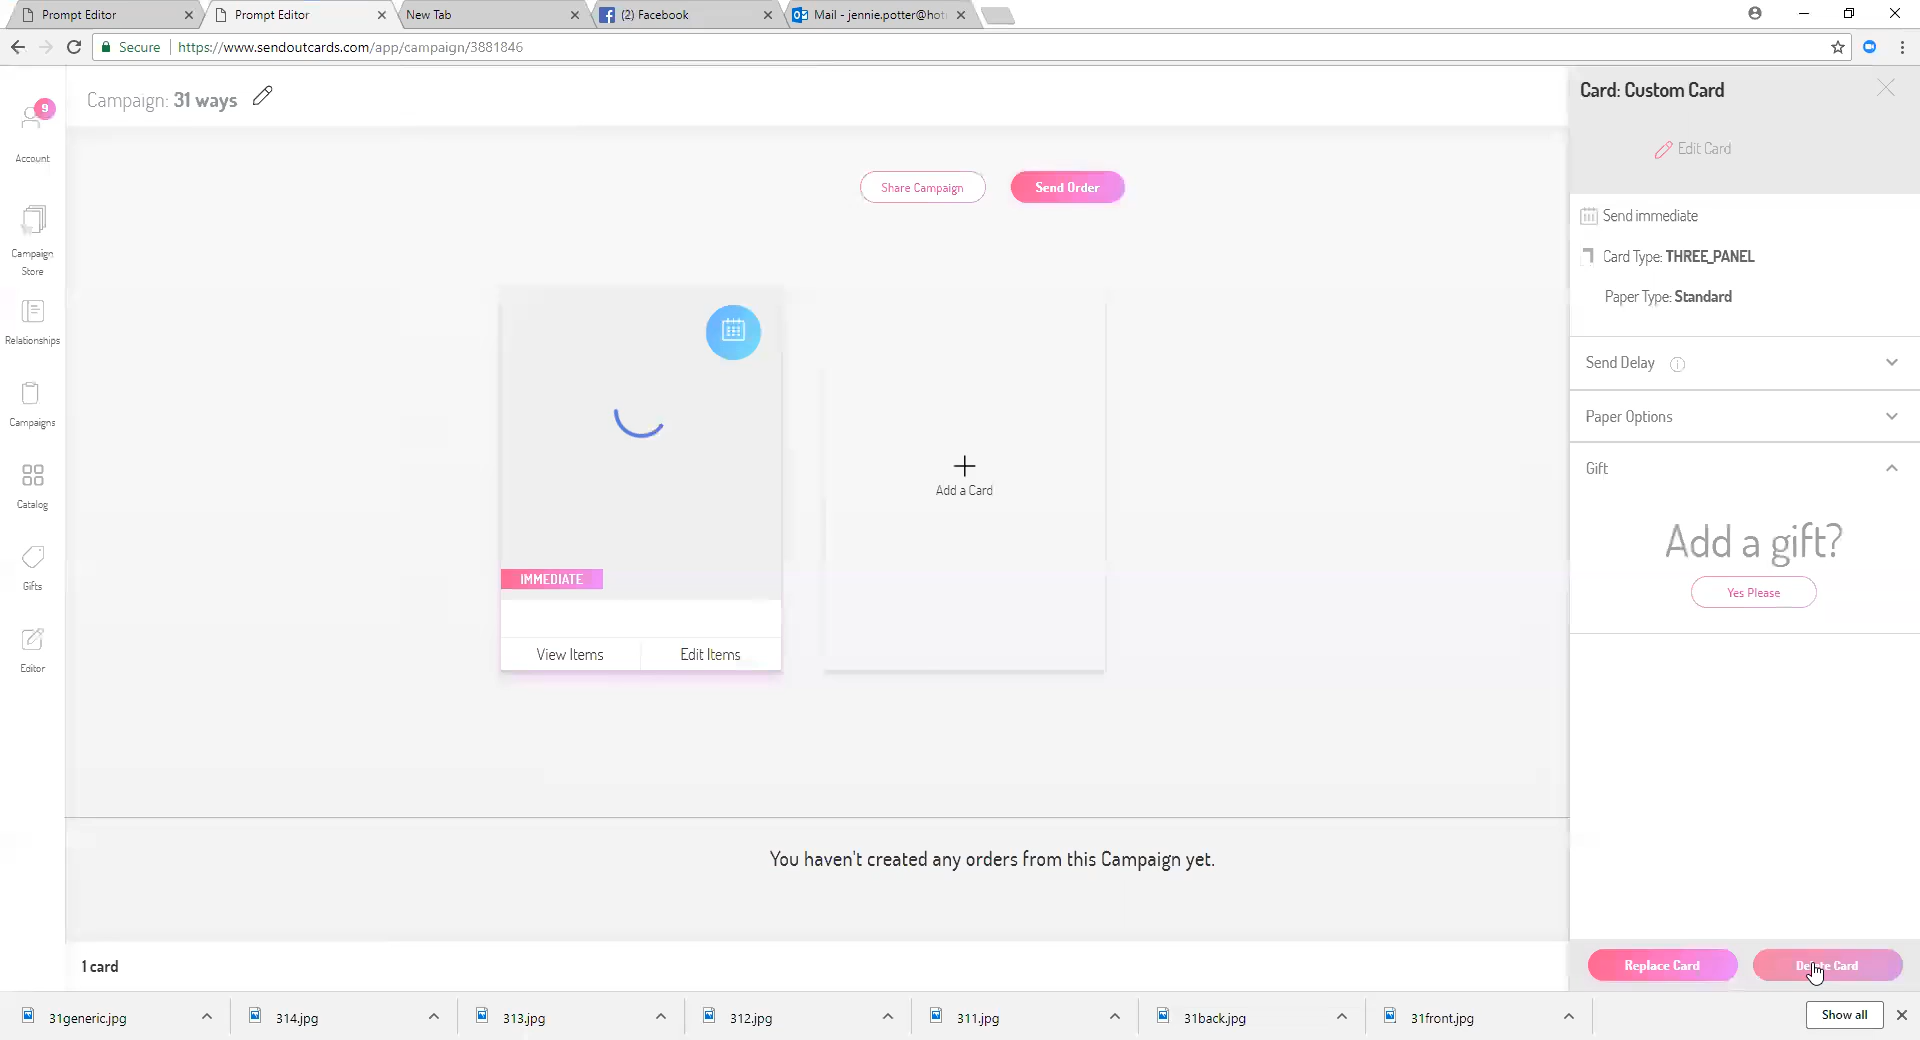 Prompt Editor
Prompt Editor
New Tab
(2) Facebook
Mail - jennie.potter@hot
Secure
https://www.sendoutcards.com/app/campaign/3881846
Campaign: 31 ways
9
Account
Campaign
Store
Relationships
Campaigns
Catalog
Gifts
Editor
Share Campaign
Send Order
IMMEDIATE
View Items
Edit Items
Add a Card
You haven't created any orders from this Campaign yet.
1 card
Card: Custom Card
Edit Card
Send immediate
Card Type: THREE_PANEL
Paper Type: Standard
Send Delay
Paper Options
Gift
Add a gift?
Yes Please
Replace Card
Delete Card
31generic.jpg
314.jpg
313.jpg
312.jpg
311.jpg
31back.jpg
31front.jpg
Show all